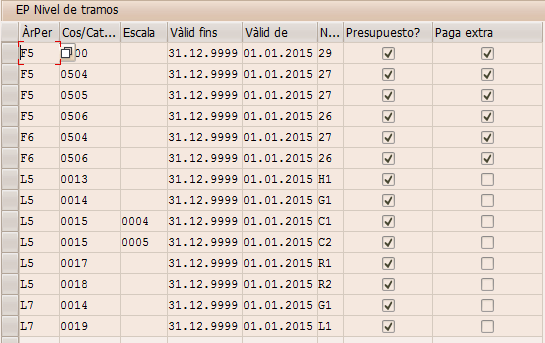 EP Nivel de tramos
ÀrPer Cos/Cat... Escala Vàlid fins Vàlid de N... Presupuesto? Paga extra
F5 00 31.12.9999 01.01.2015 29
F5 0504 31.12.9999 01.01.2015 27
F5 0505 31.12.9999 01.01.2015 27
F5 0506 31.12.9999 01.01.2015 26
F6 0504 31.12.9999 01.01.2015 27
F6 0506 31.12.9999 01.01.2015 26
L5 0013 31.12.9999 01.01.2015 H1
L5 0014 31.12.9999 01.01.2015 G1
L5 0015 0004 31.12.9999 01.01.2015 C1
L5 0015 0005 31.12.9999 01.01.2015 C2
L5 0017 31.12.9999 01.01.2015 R1
L5 0018 31.12.9999 01.01.2015 R2
L7 0014 31.12.9999 01.01.2015 G1
L7 0019 31.12.9999 01.01.2015 L1